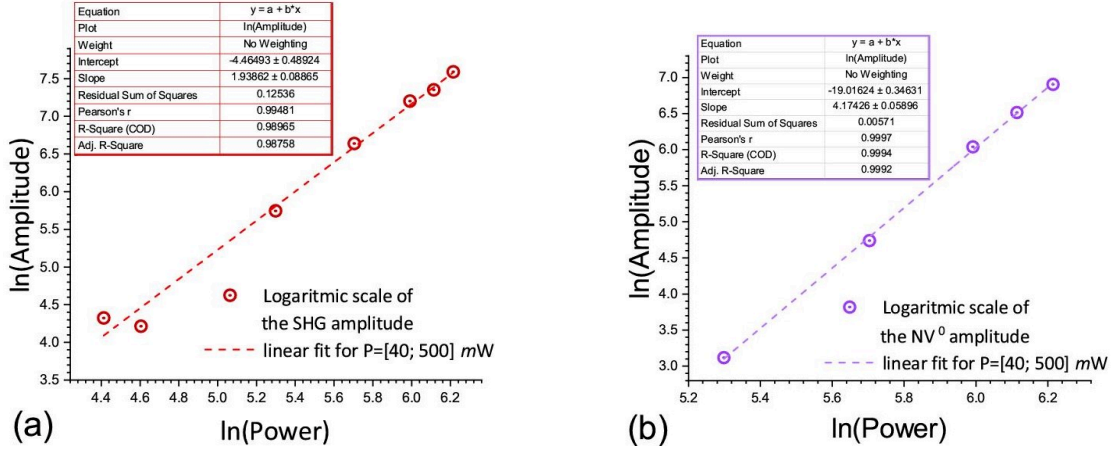 Equation y = a + b*x
Plot ln(Amplitude)
Weight No Weighting
Intercept -4.46493 ± 0.48924
Slope 1.93862 ± 0.08865
Residual Sum of Squares 0.12536
Pearson's r 0.99481
R-Square (COD) 0.98965
Adj. R-Square 0.98758
ln(Amplitude)
7.5
7.0
6.5
6.0
5.5
5.0
4.5
4.0
3.5
Logaritmic scale of
the SHG amplitude
linear fit for P=[40; 500] mW
4.4 4.6 4.8 5.0 5.2 5.4 5.6 5.8 6.0 6.2
(a)
ln(Power)
Equation y = a + b*x
Plot ln(Amplitude)
Weight No Weighting
Intercept -19.01624 ± 0.34631
Slope 4.17426 ± 0.05896
Residual Sum of Squares 0.00571
Pearson's r 0.9997
R-Square (COD) 0.9994
Adj. R-Square 0.9992
ln(Amplitude)
7.0
6.5
6.0
5.5
5.0
4.5
4.0
3.5
3.0
Logaritmic scale of
the NV⁰ amplitude
linear fit for P=[40; 500] mW
5.2 5.4 5.6 5.8 6.0 6.2
(b)
ln(Power)